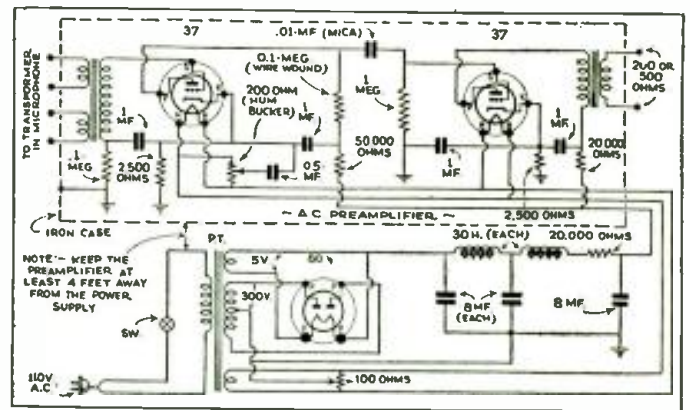 37
.01-MF (MICA)
37
TO TRANSFORMER
IN MICROPHONE
0.1-MEG
(WIRE WOUND)
200 OHM
(HUM
BUCKER)
1
MEG
200 OR
500
OHMS
1
MF
1
MF
1
MF
.1
MEG
2,500
OHMS
0.5
MF
50,000
OHMS
1
MF
20,000
OHMS
2,500 OHMS
~ A.C. PREAMPLIFIER ~
IRON CASE
NOTE:- KEEP THE
PREAMPLIFIER AT
LEAST 4 FEET AWAY
FROM THE POWER
SUPPLY
P.T.
5V
80
300V
30 H. (EACH)
20,000 OHMS
8 MF
(EACH)
8 MF
SW.
110V
A.C.
100 OHMS